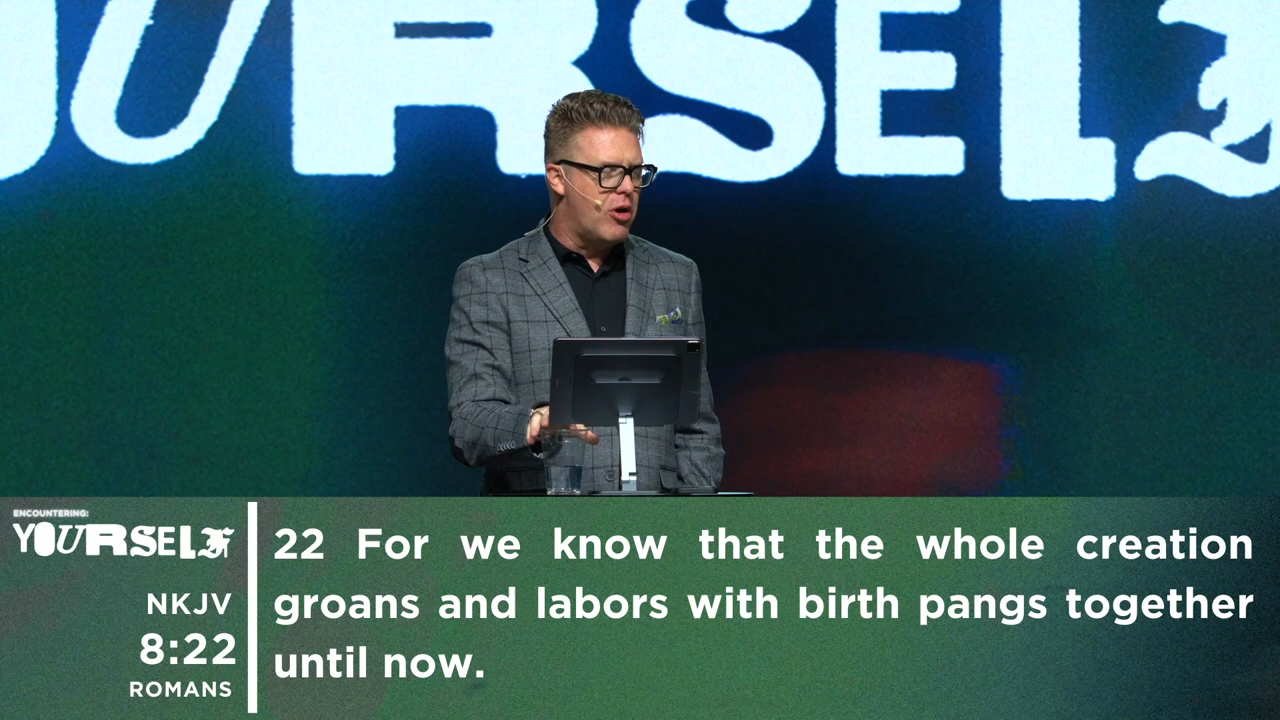 YOURSELF
ENCOUNTERING:
YOURSELF
NKJV
8:22
ROMANS
22 For we know that the whole creation
groans and labors with birth pangs together
until now.